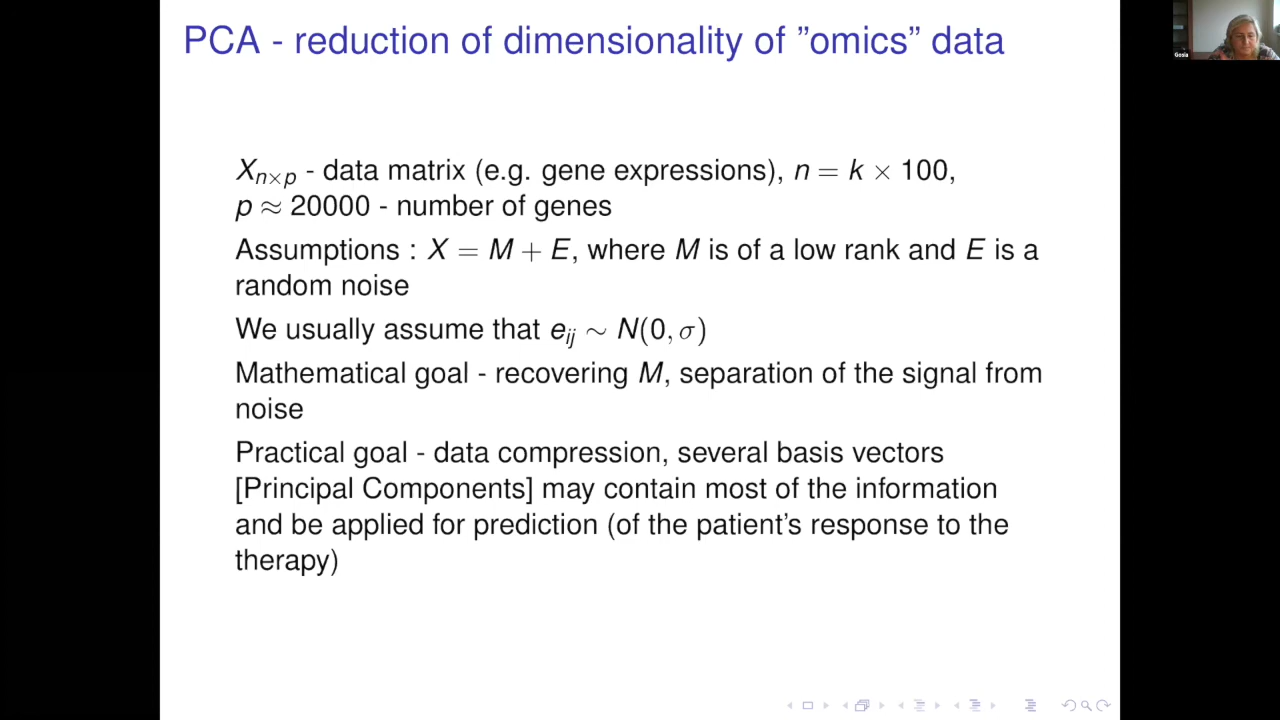 PCA - reduction of dimensionality of ”omics” data
Gosia
Xn×p - data matrix (e.g. gene expressions), n = k × 100,
p ≈ 20000 - number of genes
Assumptions : X = M + E, where M is of a low rank and E is a
random noise
We usually assume that eij ∼ N(0, σ)
Mathematical goal - recovering M, separation of the signal from
noise
Practical goal - data compression, several basis vectors
[Principal Components] may contain most of the information
and be applied for prediction (of the patient’s response to the
therapy)